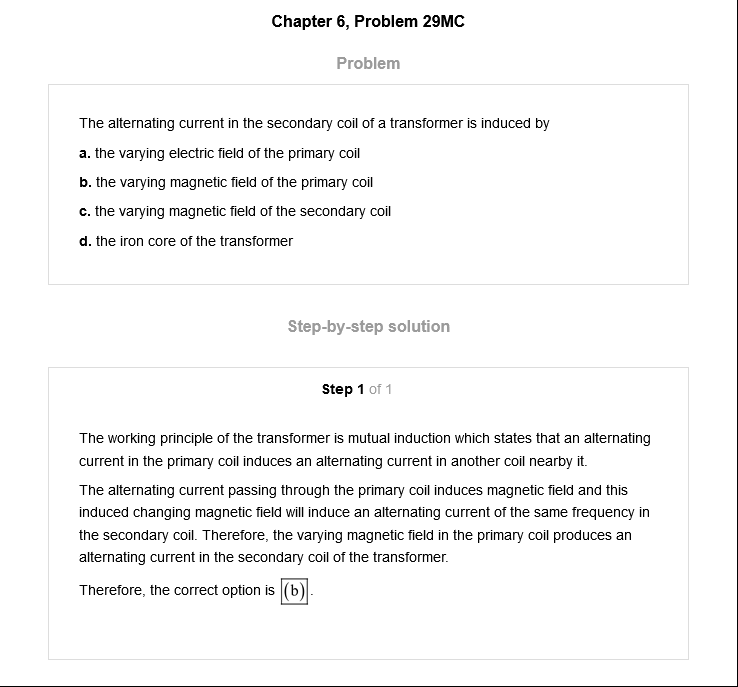 Chapter 6, Problem 29MC
Problem
The alternating current in the secondary coil of a transformer is induced by
a. the varying electric field of the primary coil
b. the varying magnetic field of the primary coil
c. the varying magnetic field of the secondary coil
d. the iron core of the transformer
Step-by-step solution
Step 1 of 1
The working principle of the transformer is mutual induction which states that an alternating
current in the primary coil induces an alternating current in another coil nearby it.
The alternating current passing through the primary coil induces magnetic field and this
induced changing magnetic field will induce an alternating current of the same frequency in
the secondary coil. Therefore, the varying magnetic field in the primary coil produces an
alternating current in the secondary coil of the transformer.
Therefore, the correct option is (b).